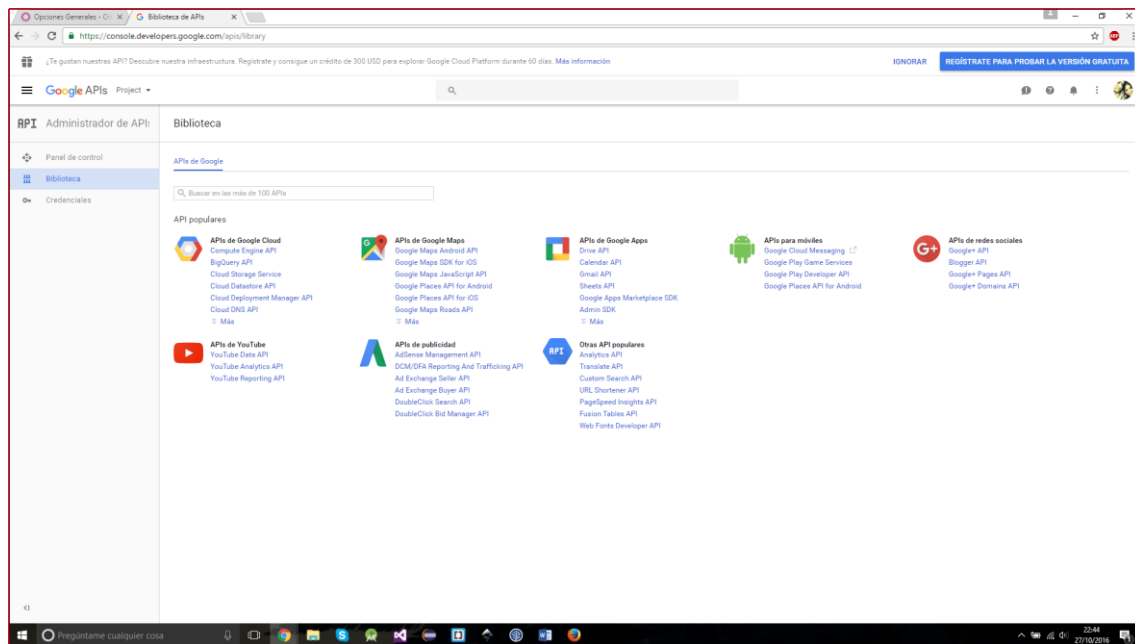 Opciones Generales - O
Biblioteca de APIs
https://console.developers.google.com/apis/library
¿Te gustan nuestras API? Descubre nuestra infraestructura. Regístrate y consigue un crédito de 300 USD para explorar Google Cloud Platform durante 60 días. Más información
IGNORAR
REGÍSTRATE PARA PROBAR LA VERSIÓN GRATUITA
Google APIs
Project
API Administrador de APIs
Biblioteca
Panel de control
Biblioteca
Credenciales
APIs de Google
Buscar en las más de 100 APIs
API populares
APIs de Google Cloud
Compute Engine API
BigQuery API
Cloud Storage Service
Cloud Datastore API
Cloud Deployment Manager API
Cloud DNS API
Más
APIs de Google Maps
Google Maps Android API
Google Maps SDK for iOS
Google Maps JavaScript API
Google Places API for Android
Google Places API for iOS
Google Maps Roads API
Más
APIs de Google Apps
Drive API
Calendar API
Gmail API
Sheets API
Google Apps Marketplace SDK
Admin SDK
Más
APIs para móviles
Google Cloud Messaging
Google Play Game Services
Google Play Developer API
Google Places API for Android
G+
APIs de redes sociales
Google+ API
Blogger API
Google+ Pages API
Google+ Domains API
APIs de YouTube
YouTube Data API
YouTube Analytics API
YouTube Reporting API
APIs de publicidad
AdSense Management API
DCM/DFA Reporting And Trafficking API
Ad Exchange Seller API
Ad Exchange Buyer API
DoubleClick Search API
DoubleClick Bid Manager API
API
Otras API populares
Analytics API
Translate API
Custom Search API
URL Shortener API
PageSpeed Insights API
Fusion Tables API
Web Fonts Developer API
Pregúntame cualquier cosa
22:44
27/10/2016